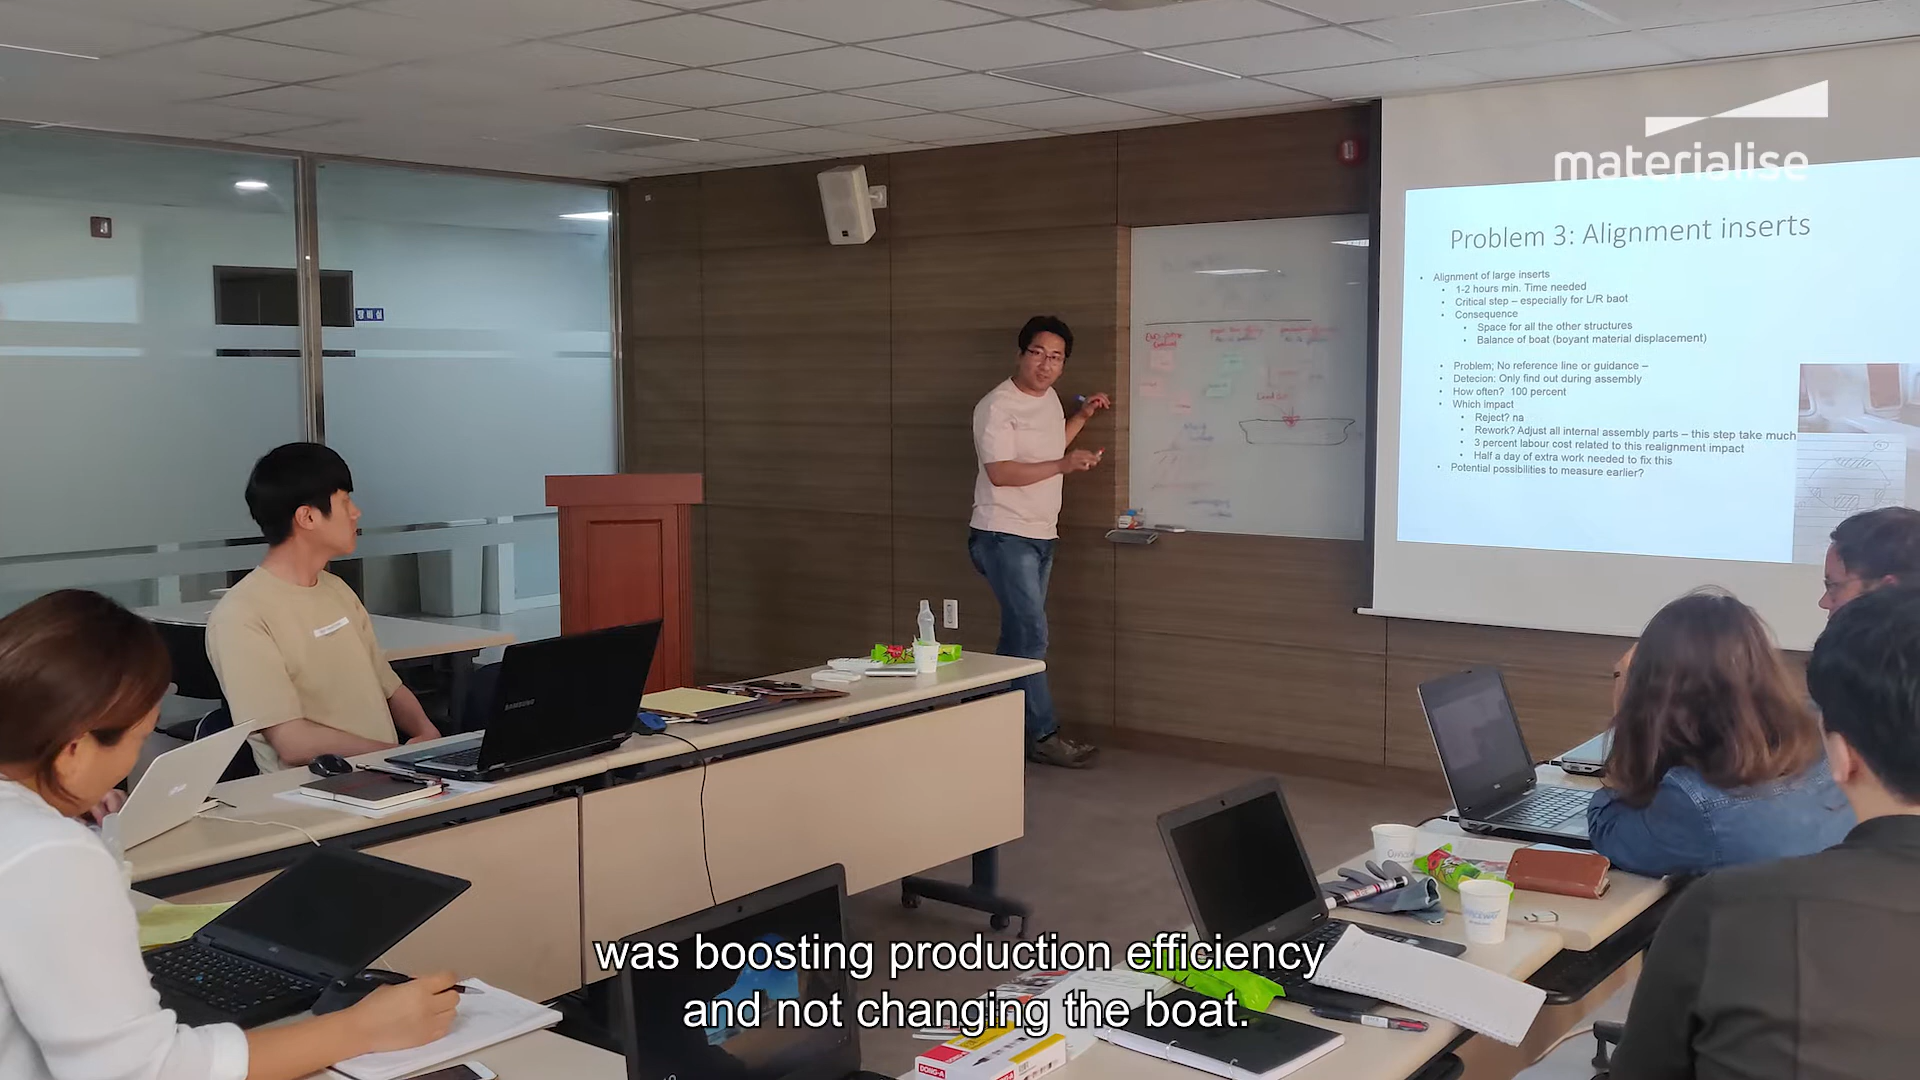 materialise
Problem 3: Alignment inserts
Alignment of large inserts
1-2 hours min. Time needed
Critical step – especially for L/R baot
Consequence
Space for all the other structures
Balance of boat (boyant material displacement)
Problem; No reference line or guidance –
Detecion: Only find out during assembly
How often? 100 percent
Which impact
Reject? na
Rework? Adjust all internal assembly parts – this step take much
3 percent labour cost related to this realignment impact
Half a day of extra work needed to fix this
Potential possibilities to measure earlier?
SAMSUNG
DONG-A
was boosting production efficiency
and not changing the boat.